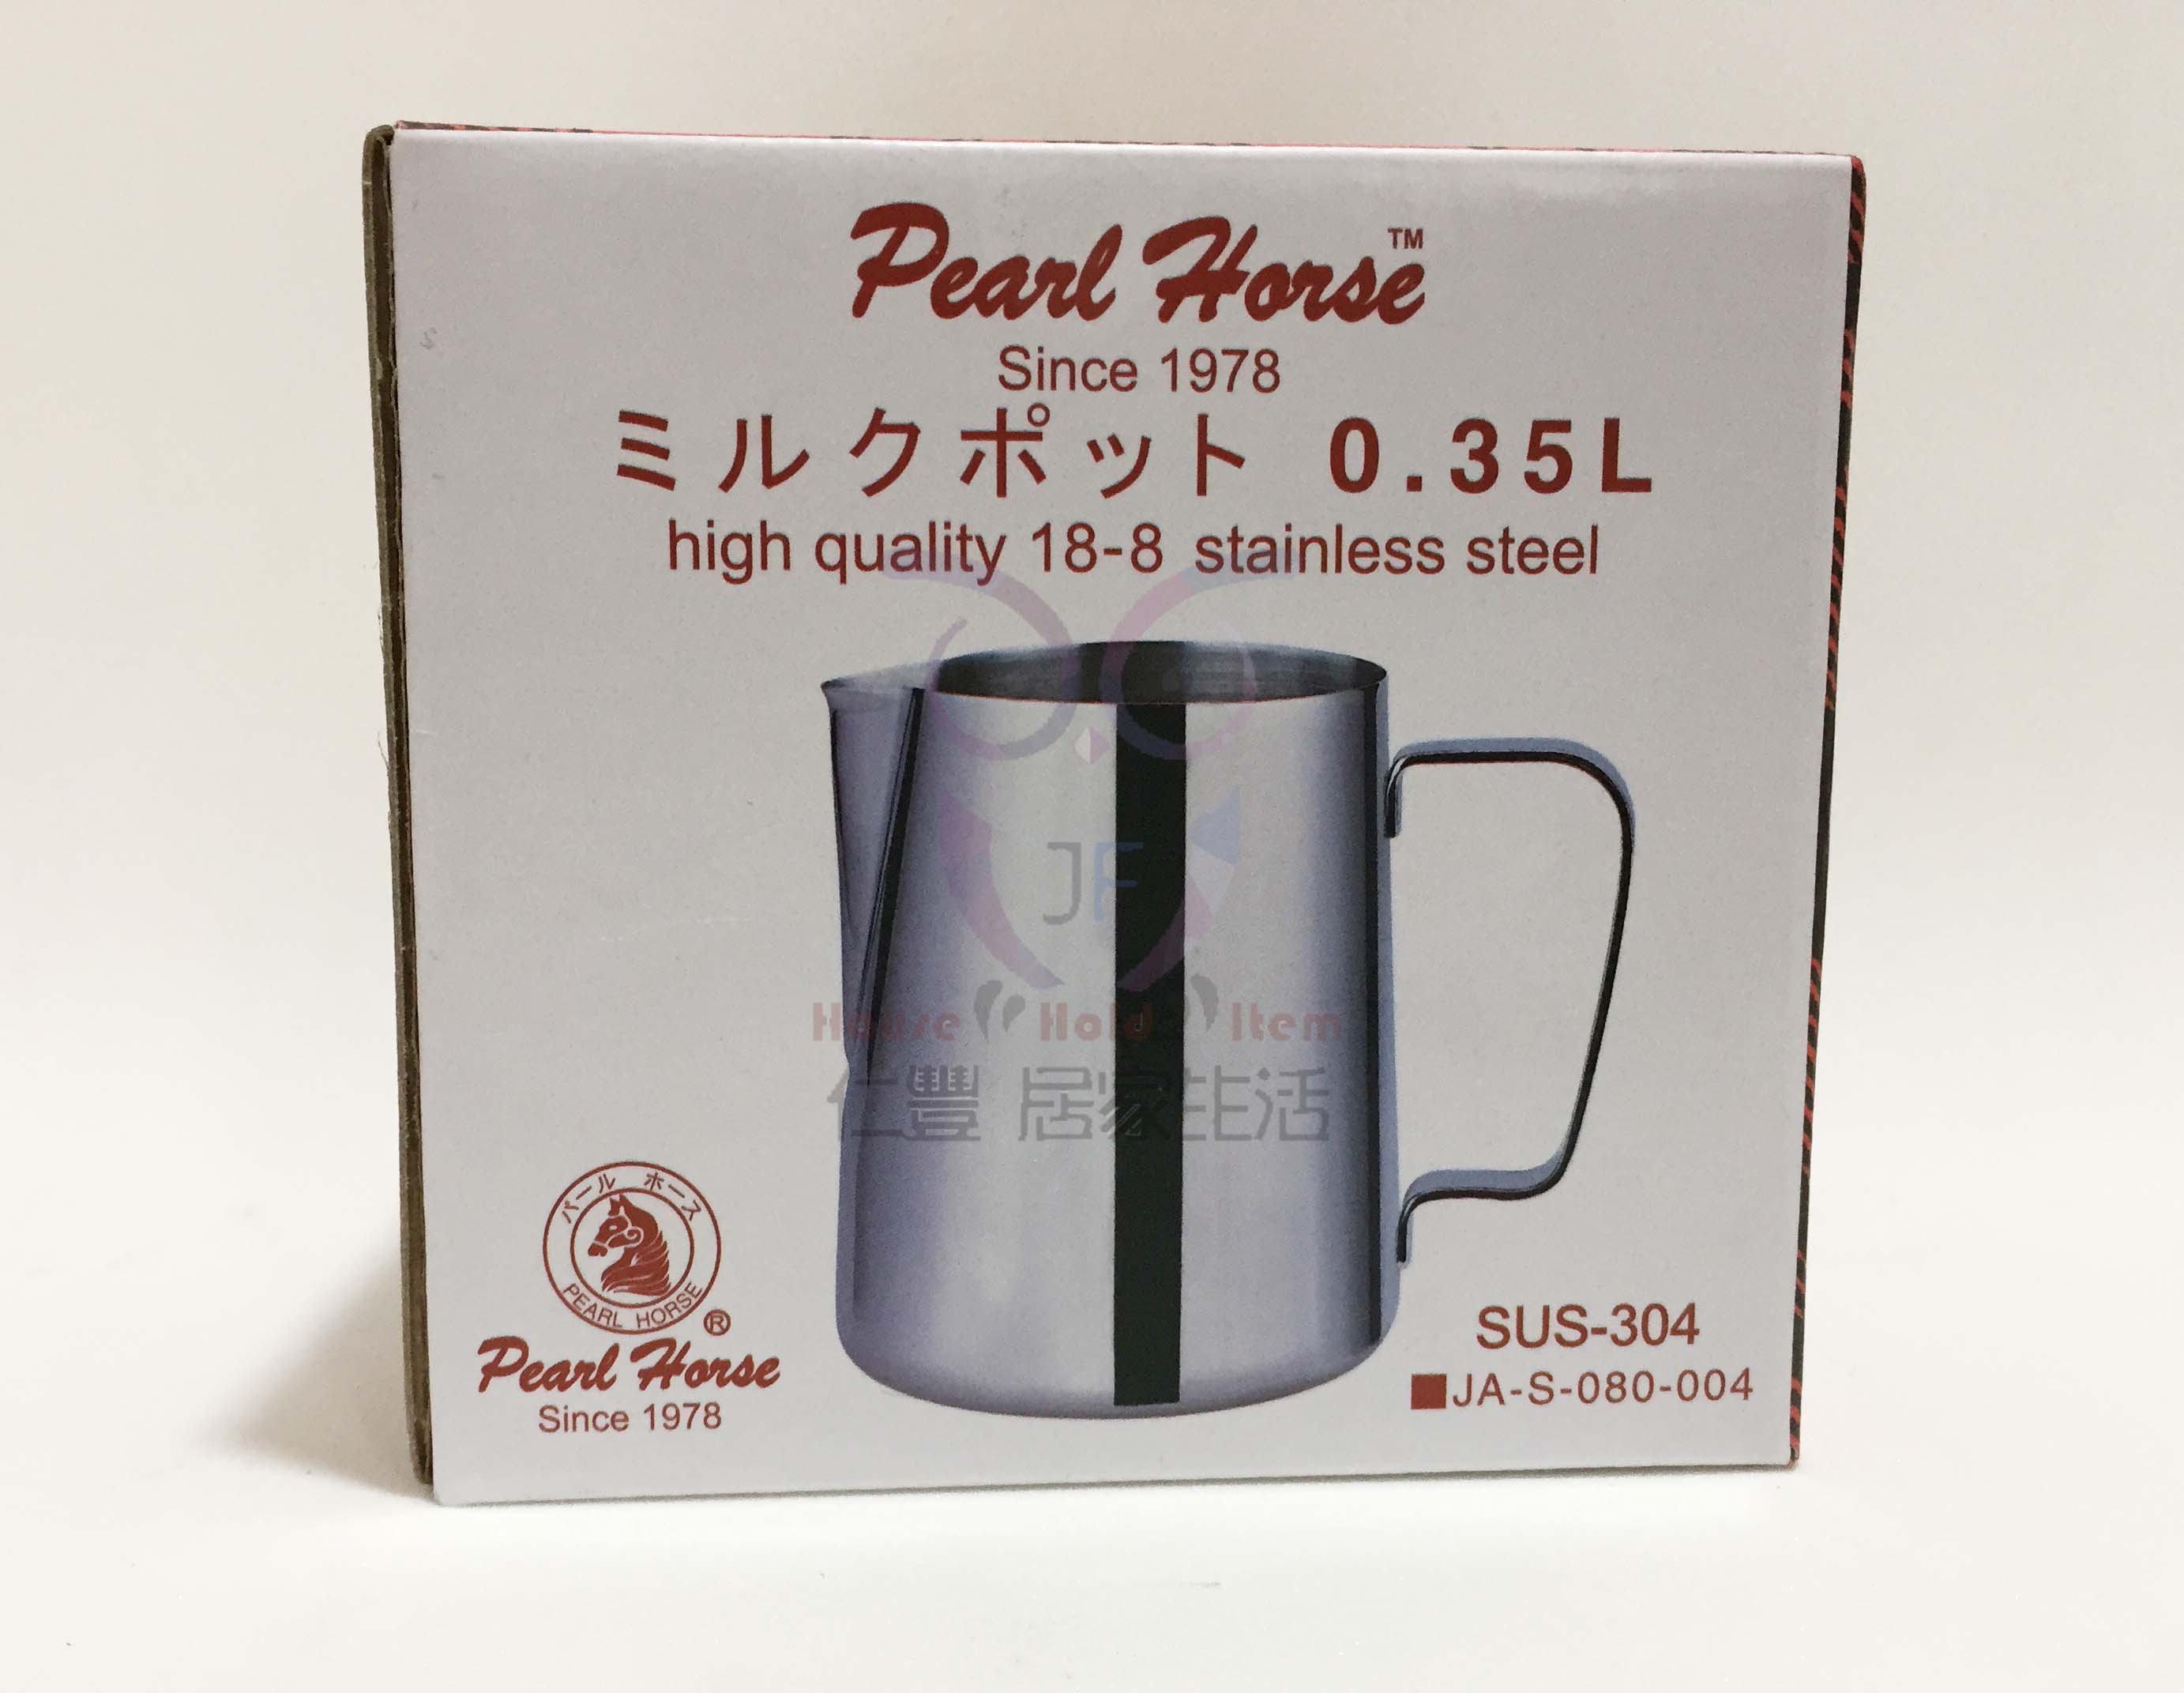 Pearl Horse™
Since 1978
ミルクポット 0.35L
high quality 18-8 stainless steel
JF
House Hold Item
仁豐 居家生活
パール ホース
PEARL HORSE
®
Pearl Horse
Since 1978
SUS-304
■JA-S-080-004